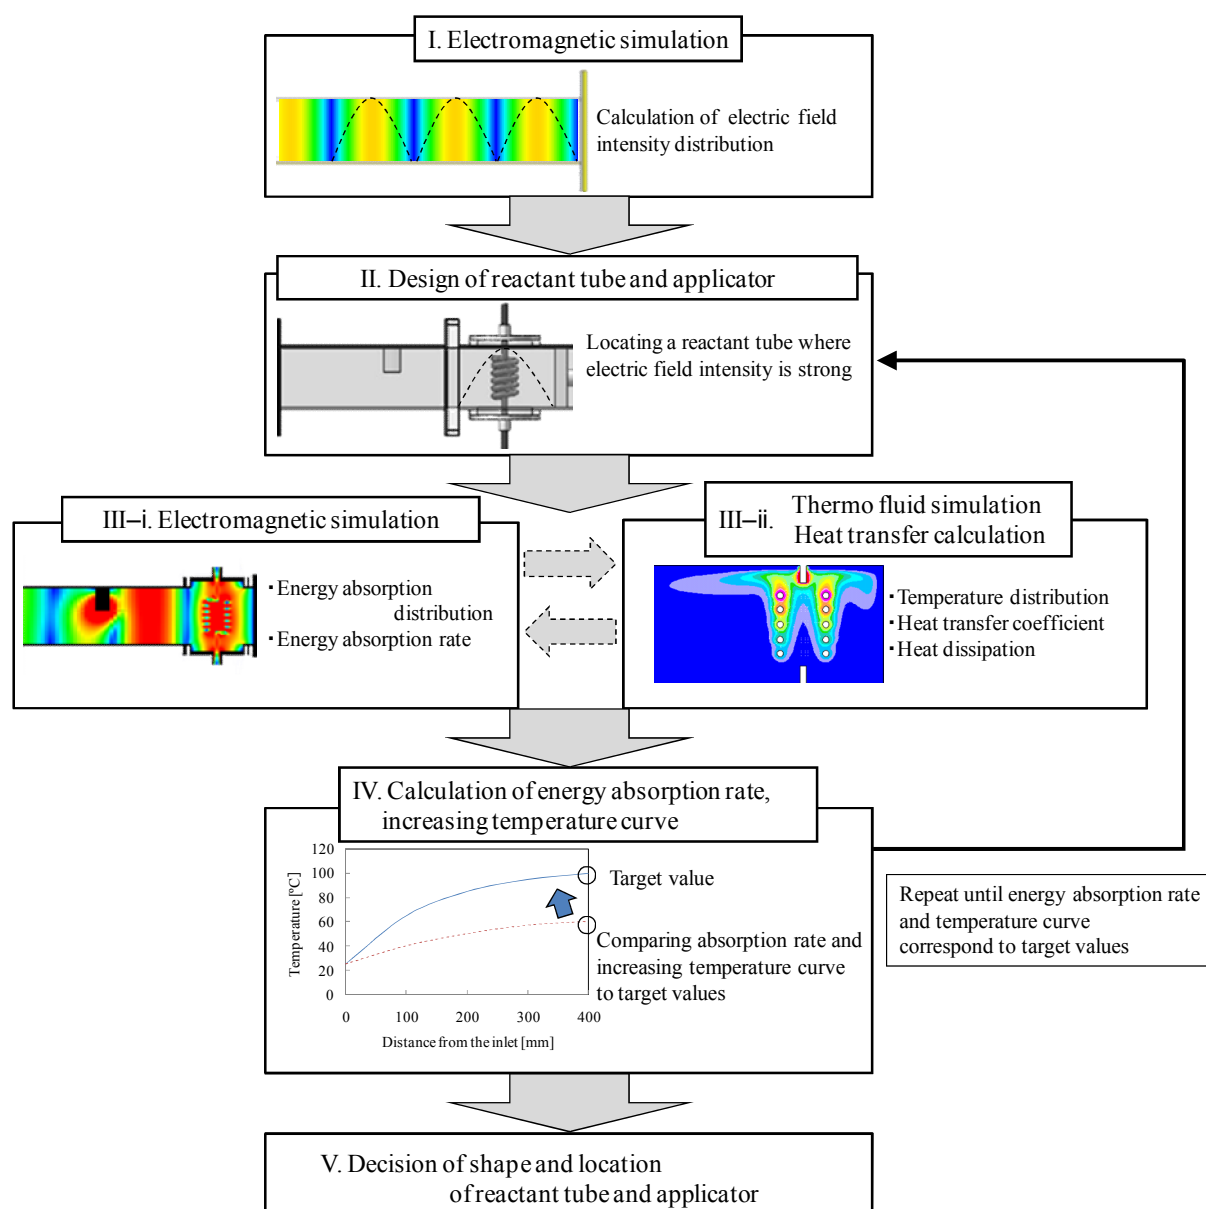 I. Electromagnetic simulation
Calculation of electric field
intensity distribution
II. Design of reactant tube and applicator
Locating a reactant tube where
electric field intensity is strong
III–i. Electromagnetic simulation
・Energy absorption
distribution
・Energy absorption rate
III–ii. Thermo fluid simulation
Heat transfer calculation
・Temperature distribution
・Heat transfer coefficient
・Heat dissipation
IV. Calculation of energy absorption rate,
increasing temperature curve
120
100
80
60
40
20
0
Temperature [ºC]
0 100 200 300 400
Distance from the inlet [mm]
Target value
Comparing absorption rate and
increasing temperature curve
to target values
Repeat until energy absorption rate
and temperature curve
correspond to target values
V. Decision of shape and location
of reactant tube and applicator